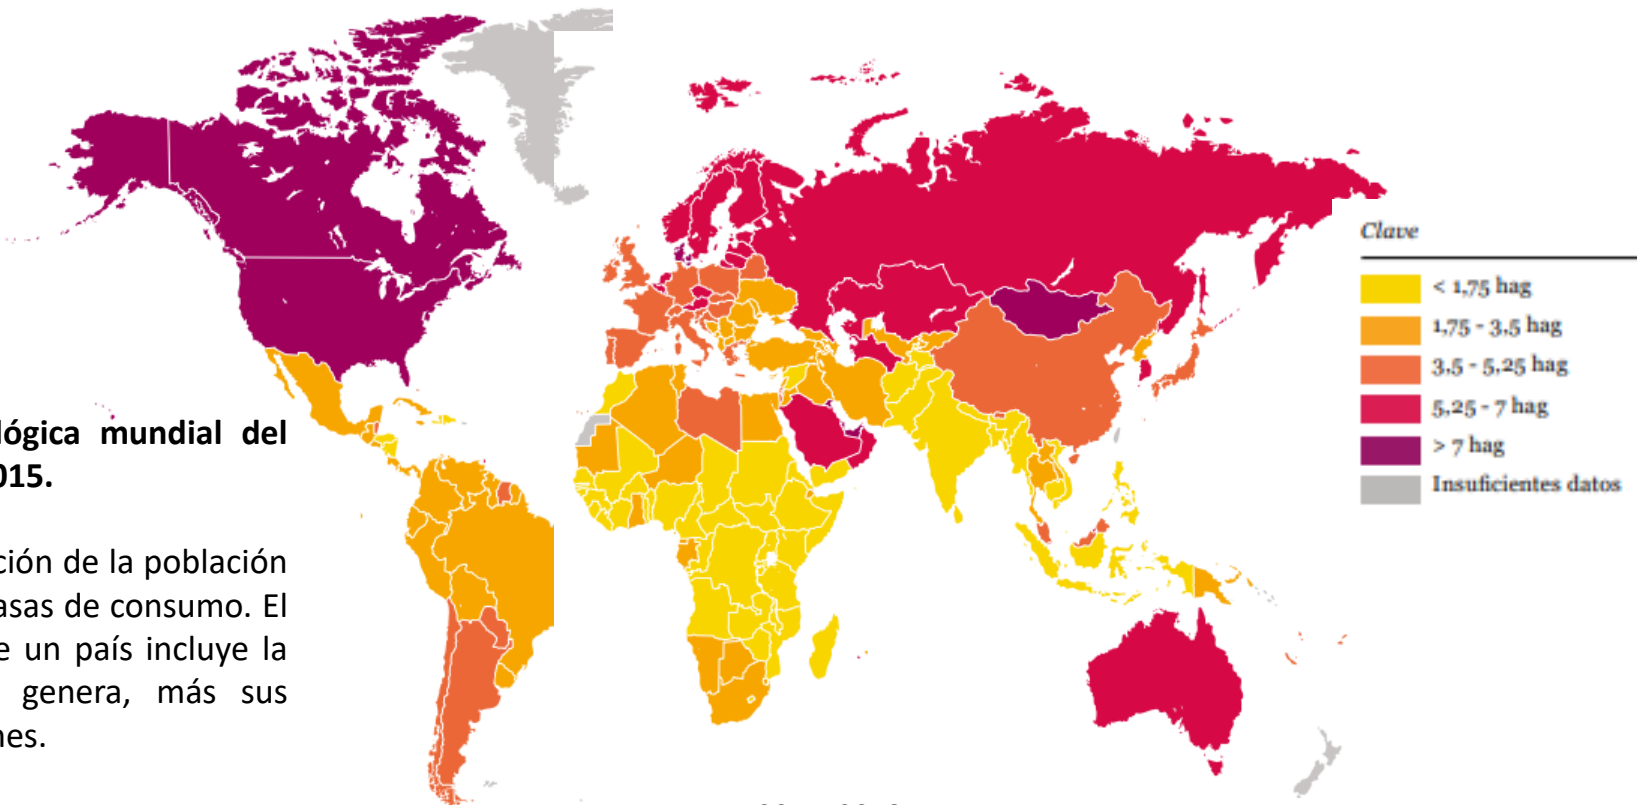 lógica mundial del
015.
ción de la población
asas de consumo. El
e un país incluye la
genera, más sus
nes.
Clave
< 1,75 hag
1,75 - 3,5 hag
3,5 - 5,25 hag
5,25 - 7 hag
> 7 hag
Insuficientes datos